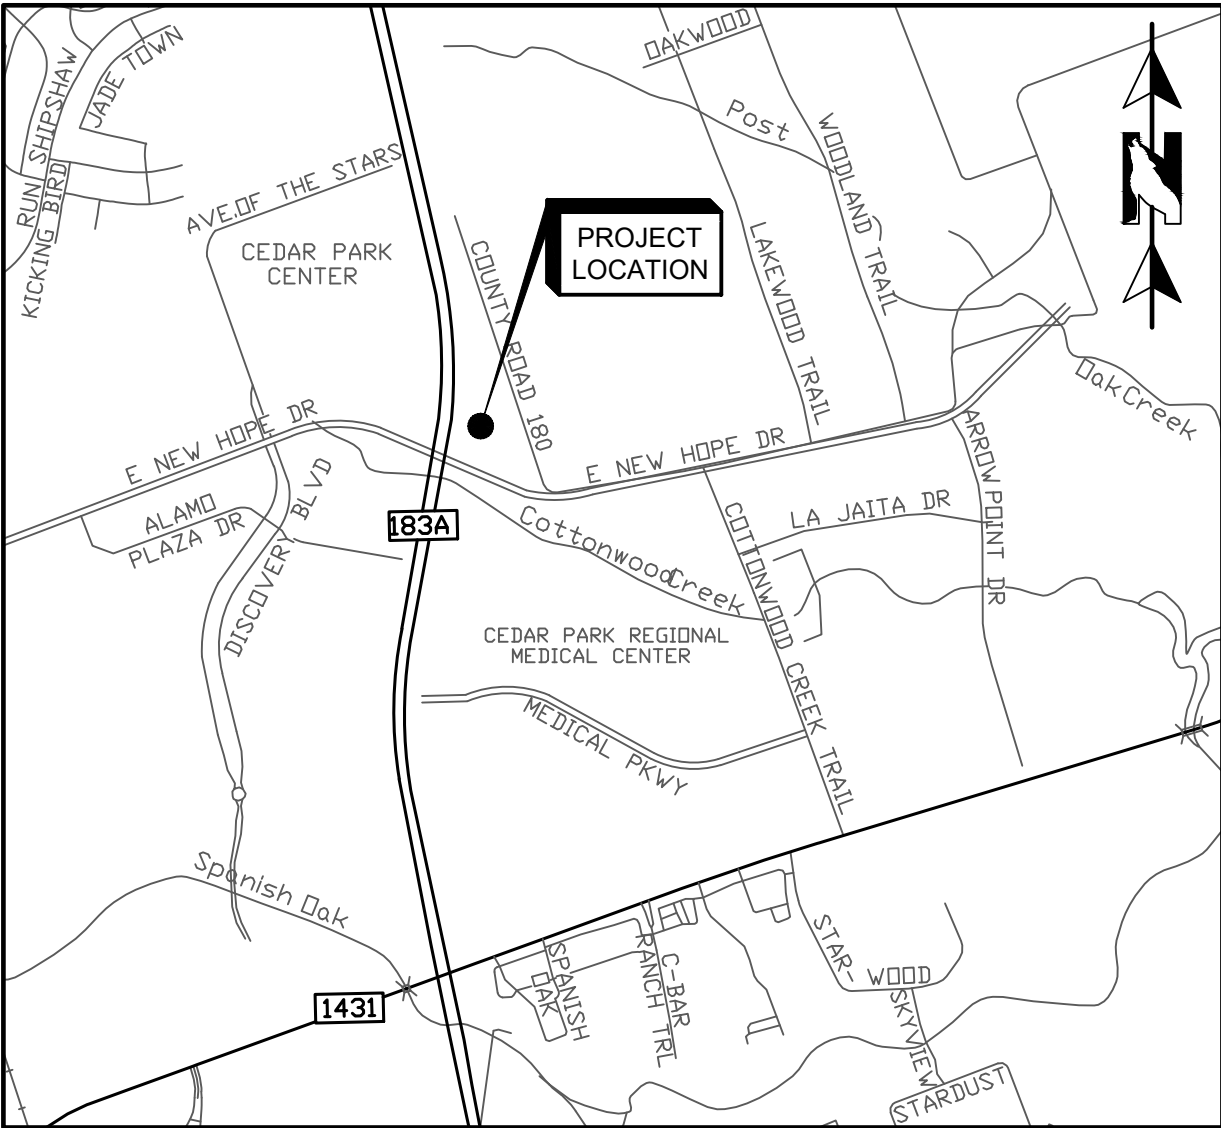 OAKWOOD
JADE TOWN
RUN SHIPSHAW
KICKING BIRD
Post
WOODLAND TRAIL
AVE.OF THE STARS
N
CEDAR PARK
CENTER
PROJECT
LOCATION
COUNTY ROAD 180
LAKEWOOD TRAIL
Oak Creek
E NEW HOPE DR
E NEW HOPE DR
ARROW POINT DR
ALAMO
PLAZA DR
DISCOVERY BLVD
183A
Cottonwood Creek
LA JAITA DR
COTTONWOOD CREEK TRAIL
CEDAR PARK REGIONAL
MEDICAL CENTER
MEDICAL PKWY
Spanish Oak
1431
SPANISH
OAK
RANCH TRL
C-BAR
STAR-
WOOD
SKYVIEW
STARDUST